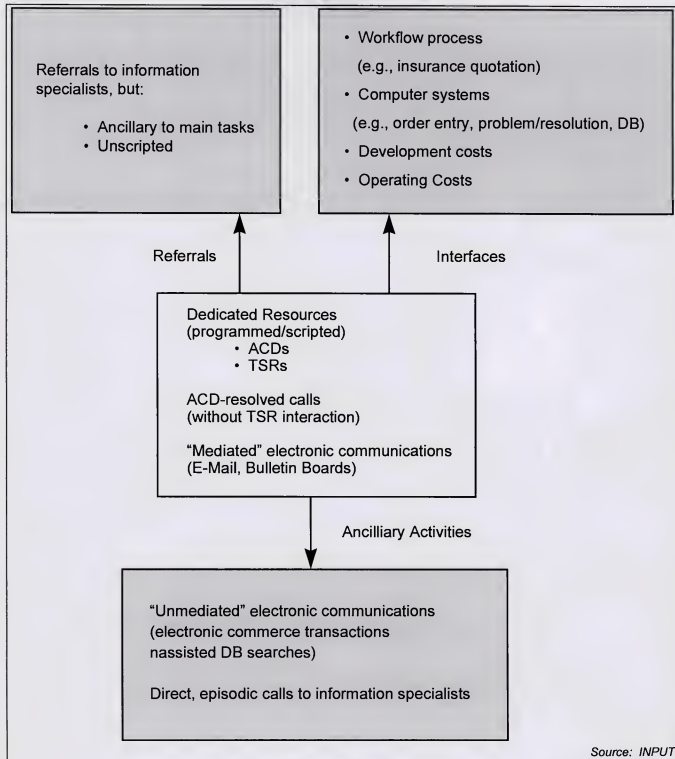 Referrals to information
specialists, but:
• Ancillary to main tasks
• Unscripted
• Workflow process
(e.g., insurance quotation)
• Computer systems
(e.g., order entry, problem/resolution, DB)
• Development costs
• Operating Costs
Referrals
Interfaces
Dedicated Resources
(programmed/scripted)
• ACDs
• TSRs
ACD-resolved calls
(without TSR interaction)
"Mediated" electronic communications
(E-Mail, Bulletin Boards)
Ancilliary Activities
"Unmediated" electronic communications
(electronic commerce transactions
nassisted DB searches)
Direct, episodic calls to information specialists
Source: INPUT